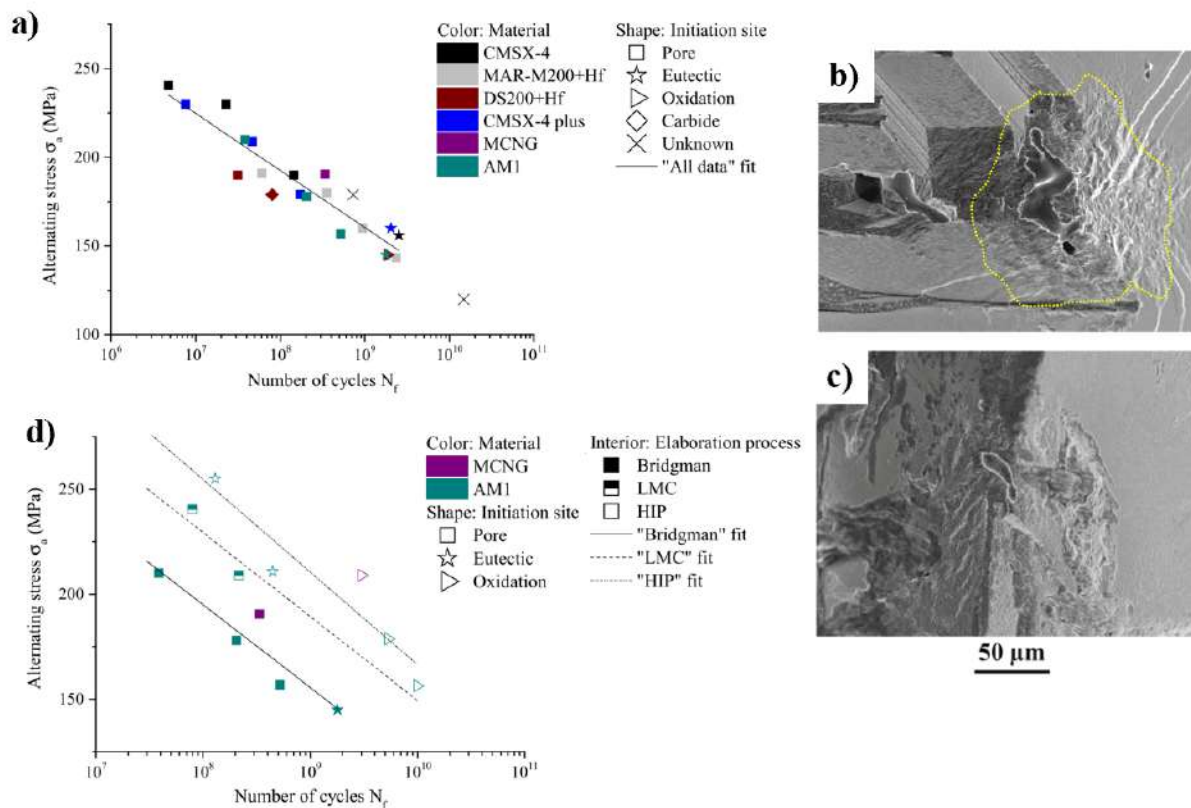 a)
Alternating stress σa (MPa)
250
200
150
100
10^6 10^7 10^8 10^9 10^10 10^11
Number of cycles Nf
Color: Material
CMSX-4
MAR-M200+Hf
DS200+Hf
CMSX-4 plus
MCNG
AM1
Shape: Initiation site
Pore
Eutectic
Oxidation
Carbide
Unknown
"All data" fit
b)
c)
50 µm
d)
Alternating stress σa (MPa)
250
200
150
10^7 10^8 10^9 10^10 10^11
Number of cycles Nf
Color: Material
MCNG
AM1
Shape: Initiation site
Pore
Eutectic
Oxidation
Interior: Elaboration process
Bridgman
LMC
HIP
"Bridgman" fit
"LMC" fit
"HIP" fit